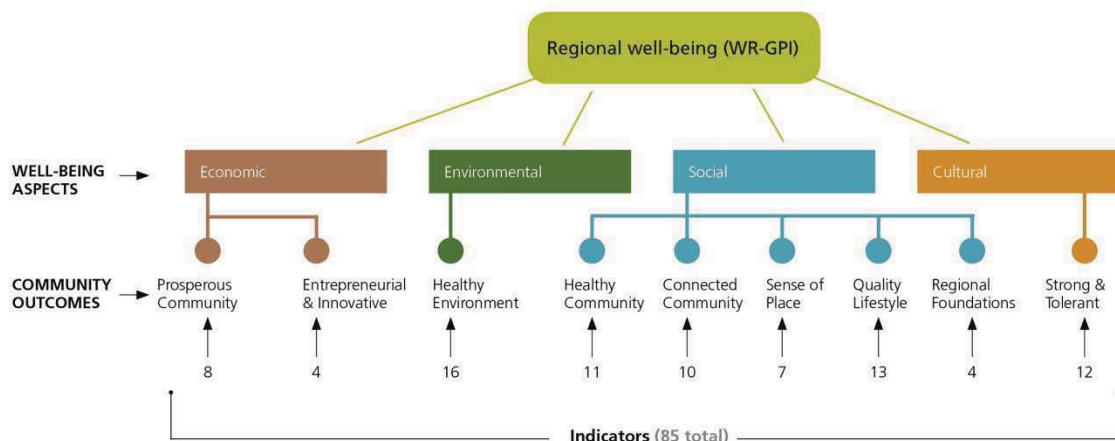 Regional well-being (WR-GPI)
WELL-BEING
ASPECTS
Economic
Environmental
Social
Cultural
COMMUNITY
OUTCOMES
Prosperous
Community
Entrepreneurial
& Innovative
Healthy
Environment
Healthy
Community
Connected
Community
Sense of
Place
Quality
Lifestyle
Regional
Foundations
Strong &
Tolerant
8
4
16
11
10
7
13
4
12
Indicators (85 total)